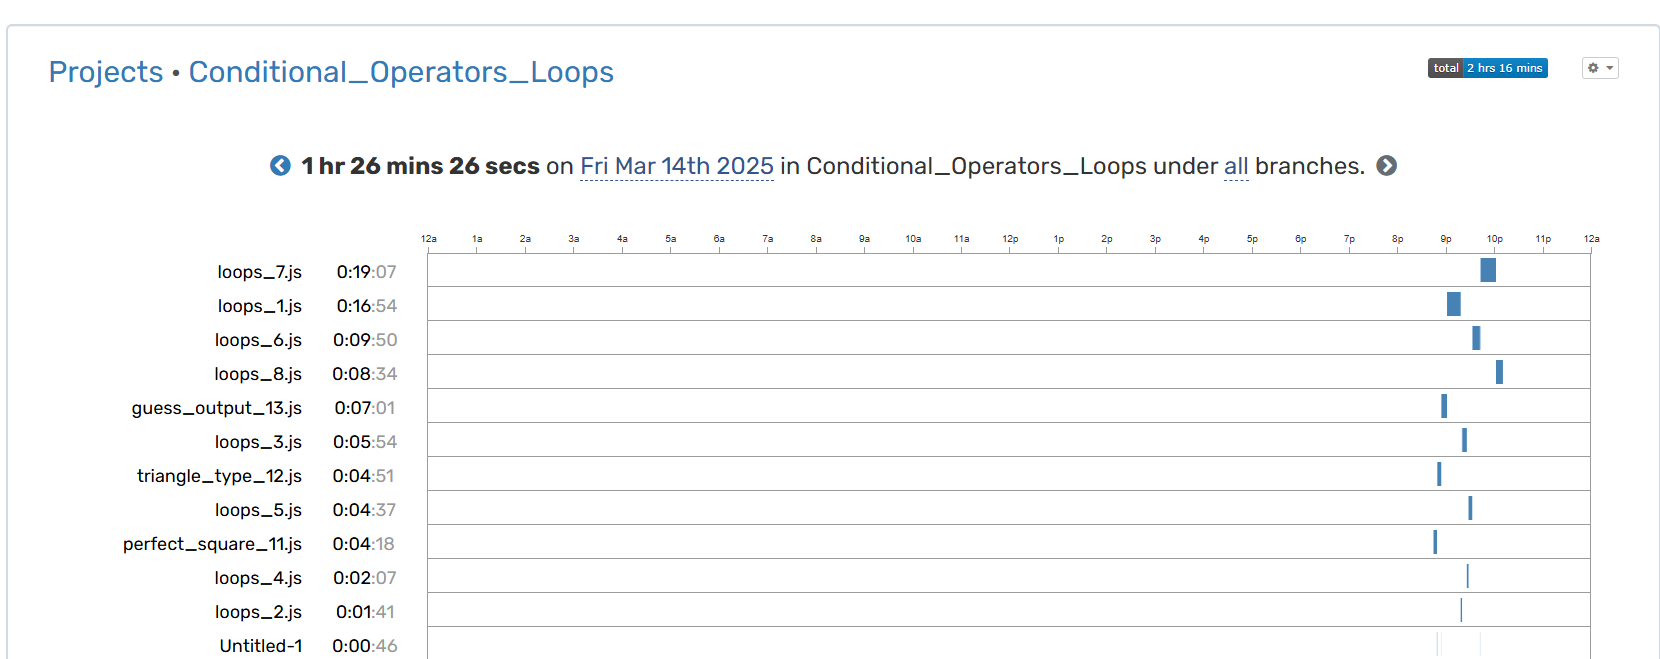 Projects • Conditional_Operators_Loops
total 2 hrs 16 mins
1 hr 26 mins 26 secs on Fri Mar 14th 2025 in Conditional_Operators_Loops under all branches.
12a 1a 2a 3a 4a 5a 6a 7a 8a 9a 10a 11a 12p 1p 2p 3p 4p 5p 6p 7p 8p 9p 10p 11p 12a
loops_7.js 0:19:07
loops_1.js 0:16:54
loops_6.js 0:09:50
loops_8.js 0:08:34
guess_output_13.js 0:07:01
loops_3.js 0:05:54
triangle_type_12.js 0:04:51
loops_5.js 0:04:37
perfect_square_11.js 0:04:18
loops_4.js 0:02:07
loops_2.js 0:01:41
Untitled-1 0:00:46